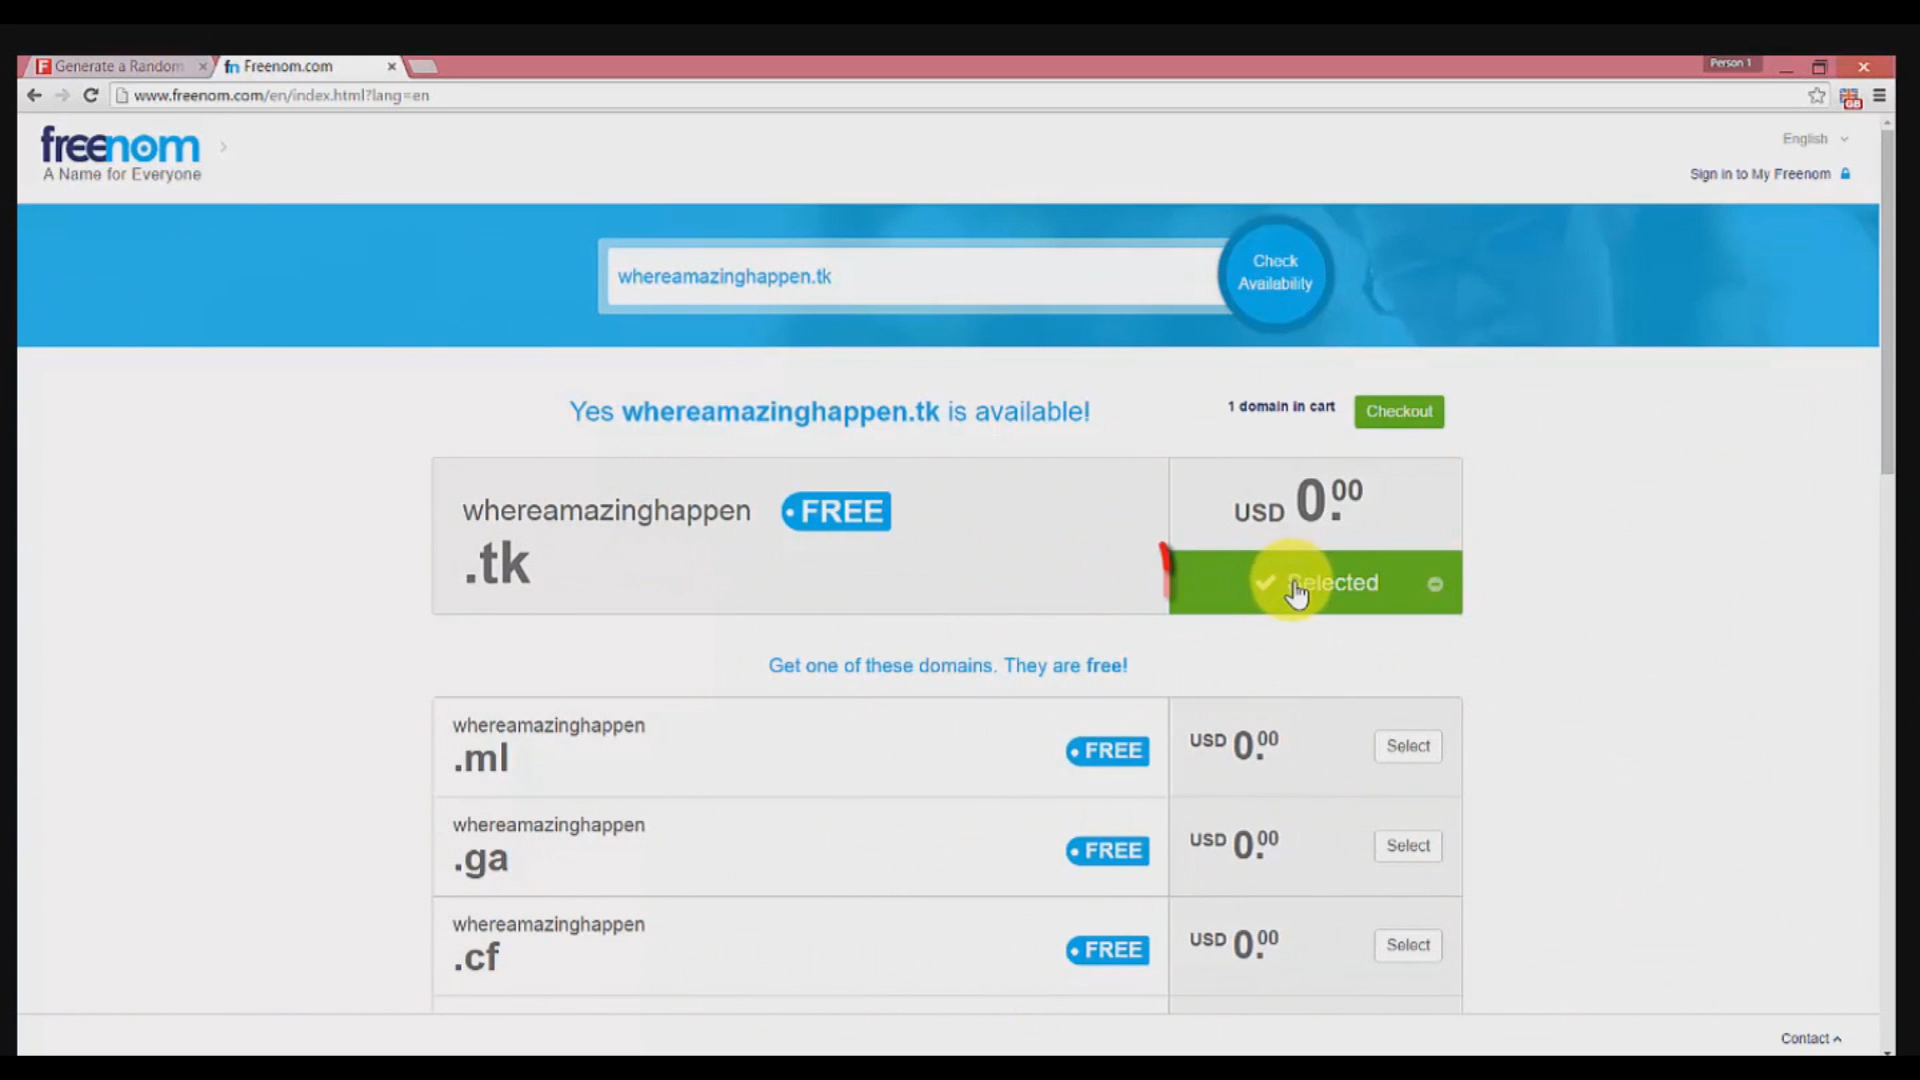 Generate a Random
Freenom.com
Person 1
www.freenom.com/en/index.html?lang=en
GB
freenom
A Name for Everyone
English
Sign in to My Freenom
whereamazinghappen.tk
Check
Availability
Yes whereamazinghappen.tk is available!
1 domain in cart
Checkout
whereamazinghappen
FREE
.tk
USD 0.00
Selected
Get one of these domains. They are free!
whereamazinghappen
.ml
FREE
USD 0.00
Select
whereamazinghappen
.ga
FREE
USD 0.00
Select
whereamazinghappen
.cf
FREE
USD 0.00
Select
Contact